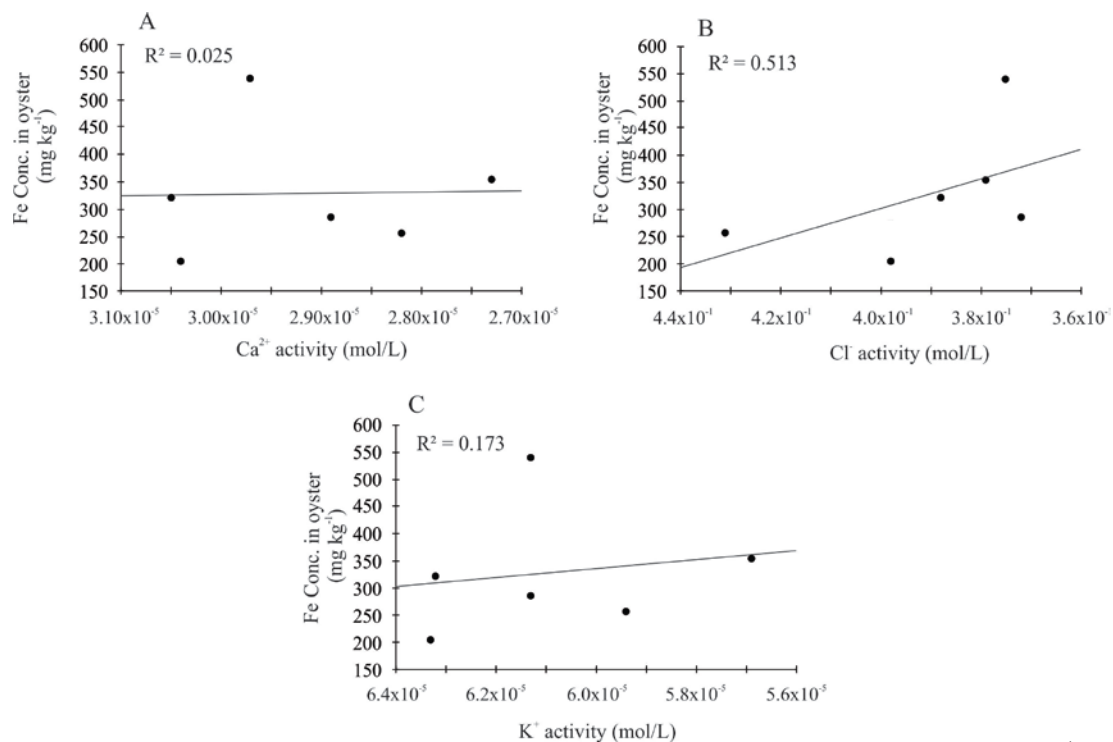 A
R² = 0.025
600
550
500
450
400
350
300
250
200
150
Fe Conc. in oyster
(mg kg⁻¹)
3.10x10⁻⁵ 3.00x10⁻⁵ 2.90x10⁻⁵ 2.80x10⁻⁵ 2.70x10⁻⁵
Ca²⁺ activity (mol/L)
B
R² = 0.513
600
550
500
450
400
350
300
250
200
150
Fe Conc. in oyster
(mg kg⁻¹)
4.4x10⁻¹ 4.2x10⁻¹ 4.0x10⁻¹ 3.8x10⁻¹ 3.6x10⁻¹
Cl⁻ activity (mol/L)
C
R² = 0.173
600
550
500
450
400
350
300
250
200
150
Fe Conc. in oyster
(mg kg⁻¹)
6.4x10⁻⁵ 6.2x10⁻⁵ 6.0x10⁻⁵ 5.8x10⁻⁵ 5.6x10⁻⁵
K⁺ activity (mol/L)